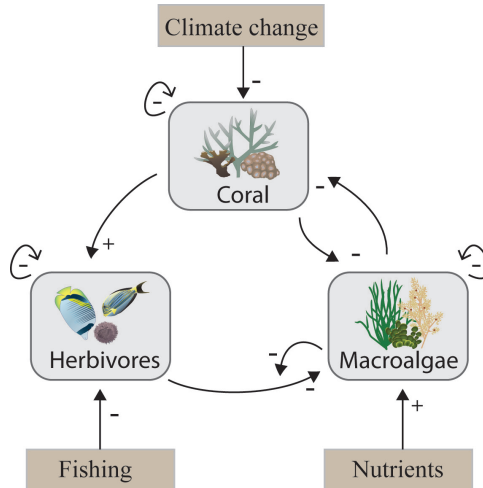 Climate change
-
-
Coral
-
+
-
-
-
Herbivores
-
Macroalgae
-
-
+
Fishing
Nutrients